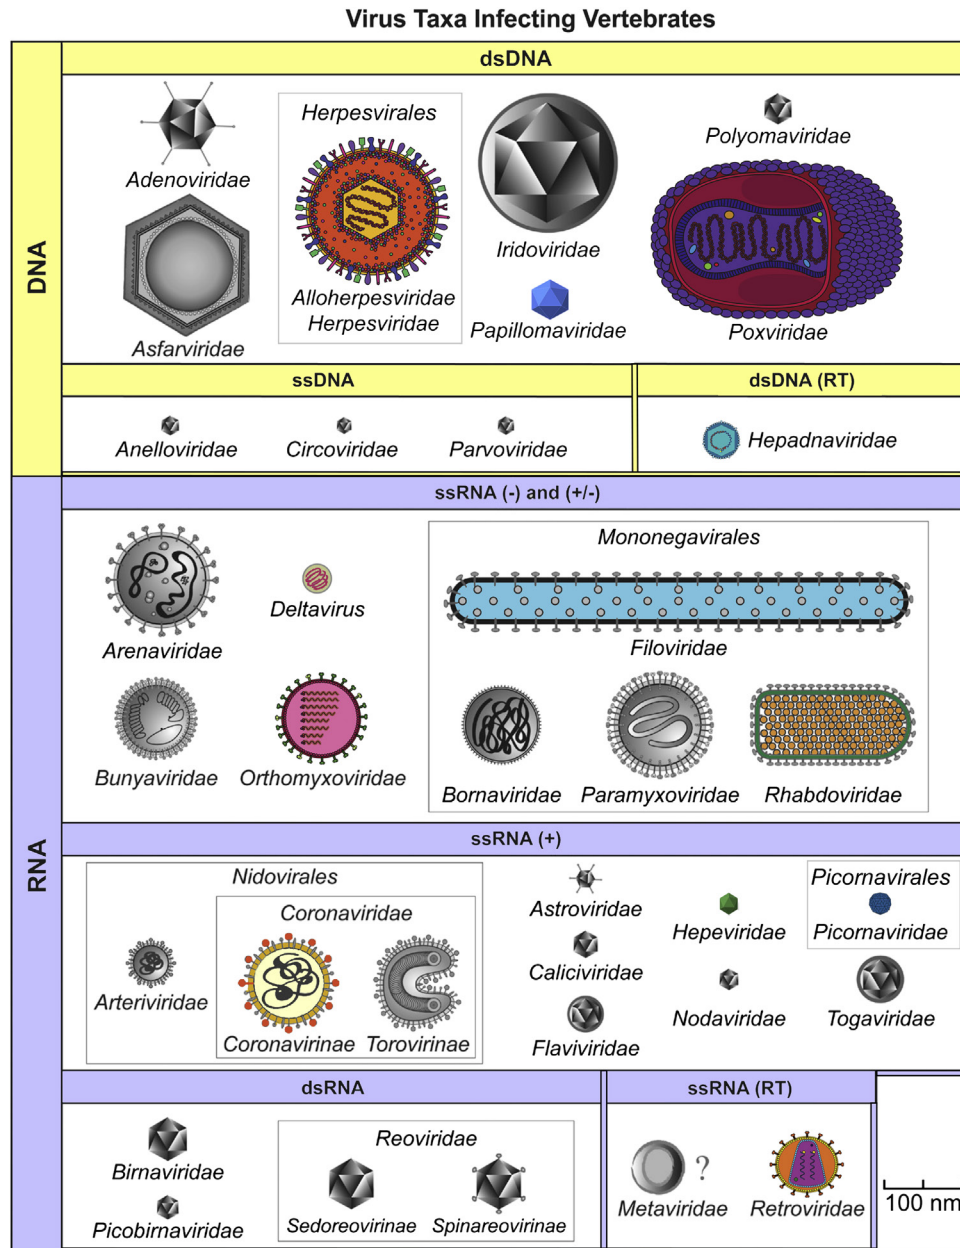 Virus Taxa Infecting Vertebrates
DNA
dsDNA
Adenoviridae
Asfarviridae
Herpesvirales
Alloherpesviridae
Herpesviridae
Iridoviridae
Papillomaviridae
Polyomaviridae
Poxviridae
ssDNA
Anelloviridae
Circoviridae
Parvoviridae
dsDNA (RT)
Hepadnaviridae
RNA
ssRNA (-) and (+/-)
Arenaviridae
Deltavirus
Bunyaviridae
Orthomyxoviridae
Mononegavirales
Filoviridae
Bornaviridae
Paramyxoviridae
Rhabdoviridae
ssRNA (+)
Nidovirales
Arteriviridae
Coronaviridae
Coronavirinae
Torovirinae
Astroviridae
Caliciviridae
Flaviviridae
Hepeviridae
Nodaviridae
Picornavirales
Picornaviridae
Togaviridae
dsRNA
Birnaviridae
Picobirnaviridae
Reoviridae
Sedoreovirinae
Spinareovirinae
ssRNA (RT)
?
Metaviridae
Retroviridae
100 nm